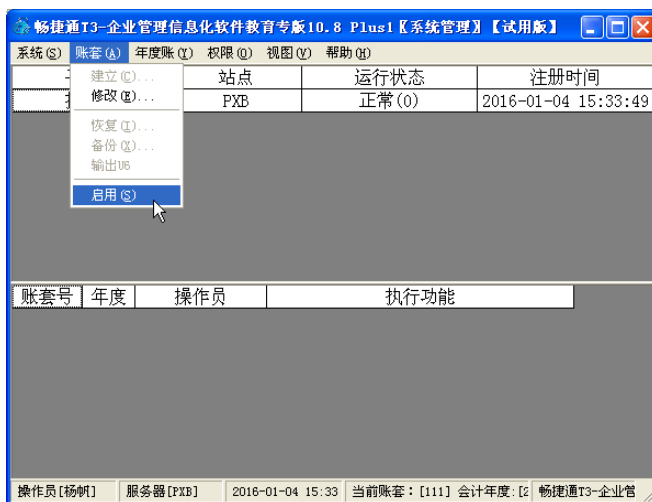 畅捷通T3-企业管理信息化软件教育专版10.8 Plus1〖系统管理〗【试用版】
系统(S) 账套(A) 年度账(Y) 权限(O) 视图(V) 帮助(H)
站点 运行状态 注册时间
PXB 正常(0) 2016-01-04 15:33:49
建立(C)...
修改(E)...
恢复(I)...
备份(X)...
输出U6
启用(S)
账套号 年度 操作员 执行功能
操作员[杨帆] 服务器[PXB] 2016-01-04 15:33 当前账套：[111] 会计年度:[2 畅捷通T3-企业管